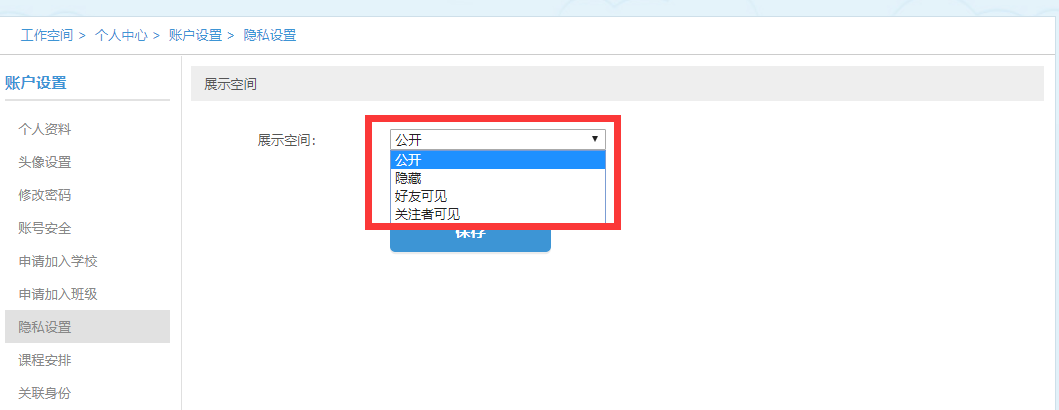 工作空间 > 个人中心 > 账户设置 > 隐私设置
账户设置
个人资料
头像设置
修改密码
账号安全
申请加入学校
申请加入班级
隐私设置
课程安排
关联身份
展示空间
展示空间：
公开
公开
隐藏
好友可见
关注者可见
保存